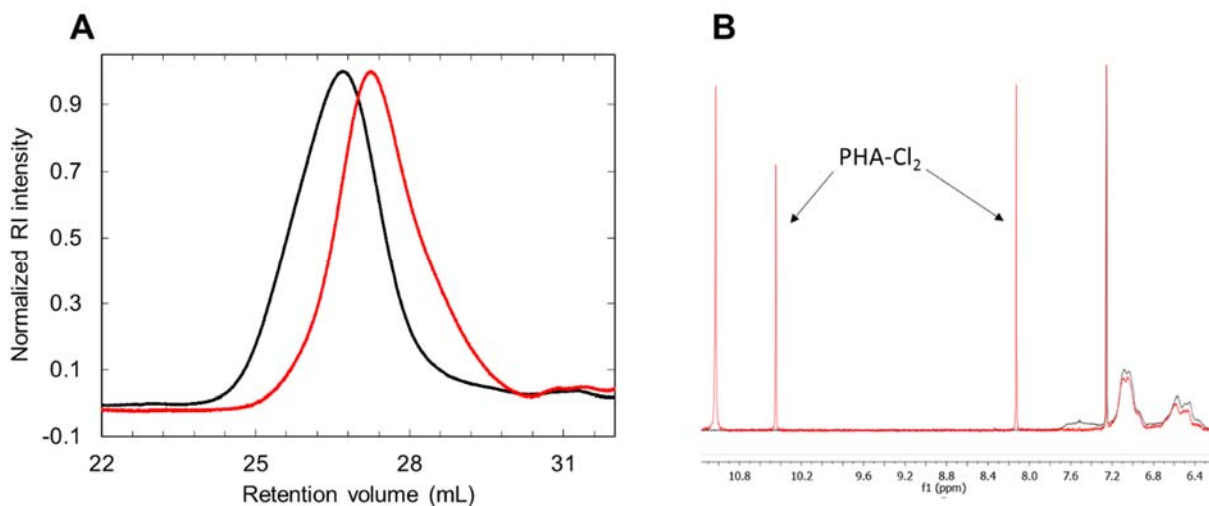 A
Normalized RI intensity
0.9
0.7
0.5
0.3
0.1
-0.1
22 25 28 31
Retention volume (mL)
B
PHA-Cl2
10.8 10.2 9.6 9.2 8.8 8.4 8.0 7.6 7.2 6.8 6.4
f1 (ppm)